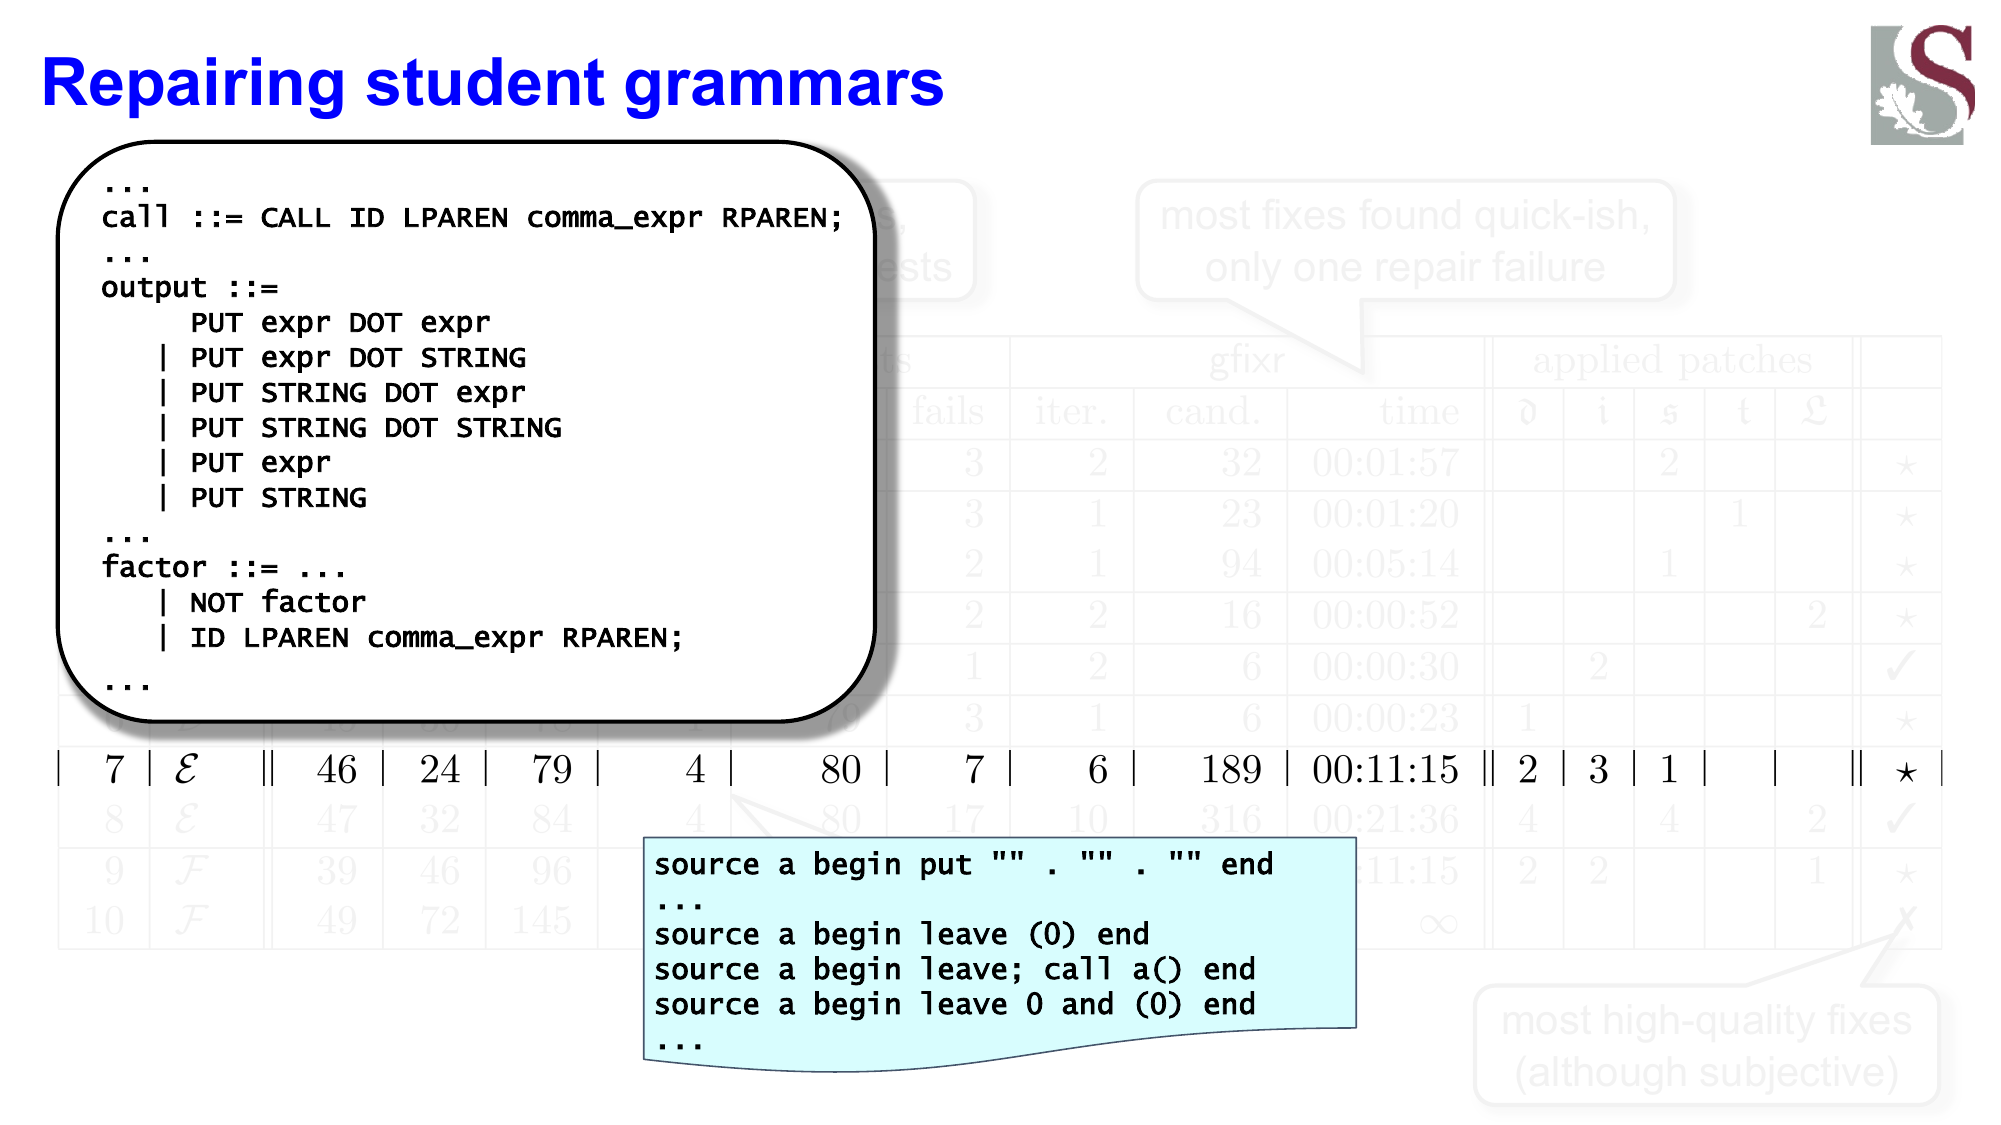 Repairing student grammars
...
call ::= CALL ID LPAREN comma_expr RPAREN;
...
output ::=
PUT expr DOT expr
| PUT expr DOT STRING
| PUT STRING DOT expr
| PUT STRING DOT STRING
| PUT expr
| PUT STRING
...
factor ::= ...
| NOT factor
| ID LPAREN comma_expr RPAREN;
...
most fixes found quick-ish,
only one repair failure
gfixr applied patches
fails iter. cand. time 𝔡 𝔦 𝔰 𝔱 𝔏
3 2 32 00:01:57 2 ⋆
3 1 23 00:01:20 1 ⋆
2 1 94 00:05:14 1 ⋆
2 2 16 00:00:52 2 ⋆
1 2 6 00:00:30 2 ✓
3 1 6 00:00:23 1 ⋆
7 ℰ 46 24 79 4 80 7 6 189 00:11:15 2 3 1 ⋆
8 ℰ 47 32 84 4 80 17 10 316 00:21:36 4 4 2 ✓
9 ℱ 39 46 96 :11:15 2 2 1 ⋆
10 ℱ 49 72 145 ∞ ✗
source a begin put "" . "" . "" end
...
source a begin leave (0) end
source a begin leave; call a() end
source a begin leave 0 and (0) end
...
most high-quality fixes
(although subjective)